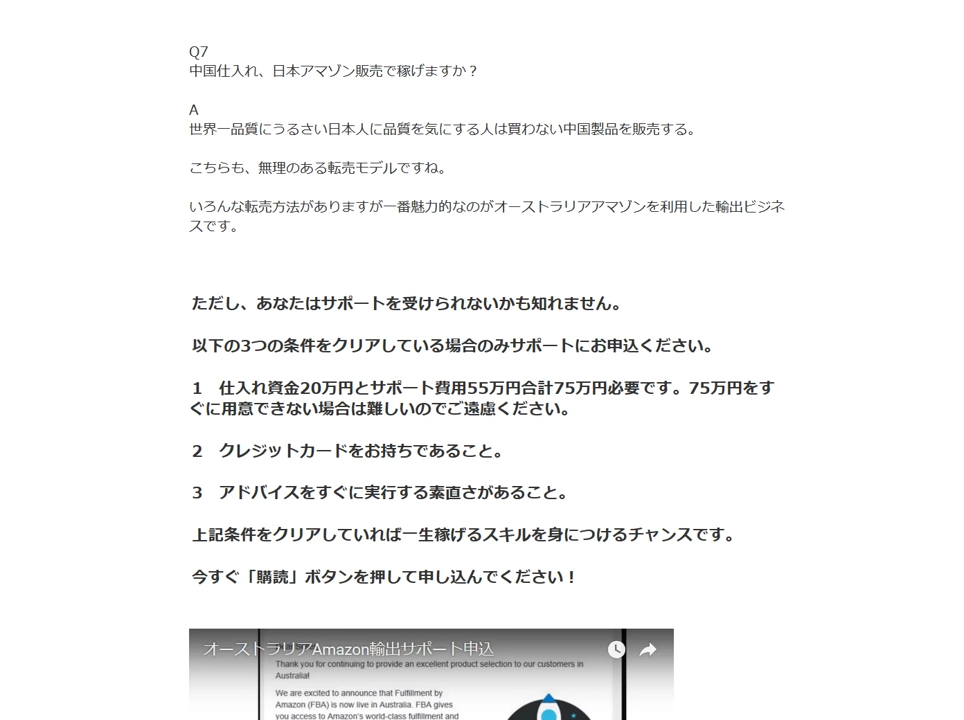 Q7
中国仕入れ、日本アマゾン販売で稼げますか？
A
世界一品質にうるさい日本人に品質を気にする人は買わない中国製品を販売する。
こちらも、無理のある転売モデルですね。
いろんな転売方法がありますが一番魅力的なのがオーストラリアアマゾンを利用した輸出ビジネ
スです。
ただし、あなたはサポートを受けられないかも知れません。
以下の3つの条件をクリアしている場合のみサポートにお申込ください。
1　仕入れ資金20万円とサポート費用55万円合計75万円必要です。75万円をす
ぐに用意できない場合は難しいのでご遠慮ください。
2　クレジットカードをお持ちであること。
3　アドバイスをすぐに実行する素直さがあること。
上記条件をクリアしていれば一生稼げるスキルを身につけるチャンスです。
今すぐ「購読」ボタンを押して申し込んでください！
オーストラリアAmazon輸出サポート申込
Thank you for continuing to provide an excellent product selection to our customers in
Australia!
We are excited to announce that Fulfillment by
Amazon (FBA) is now live in Australia. FBA gives
you access to Amazon's world-class fulfillment and